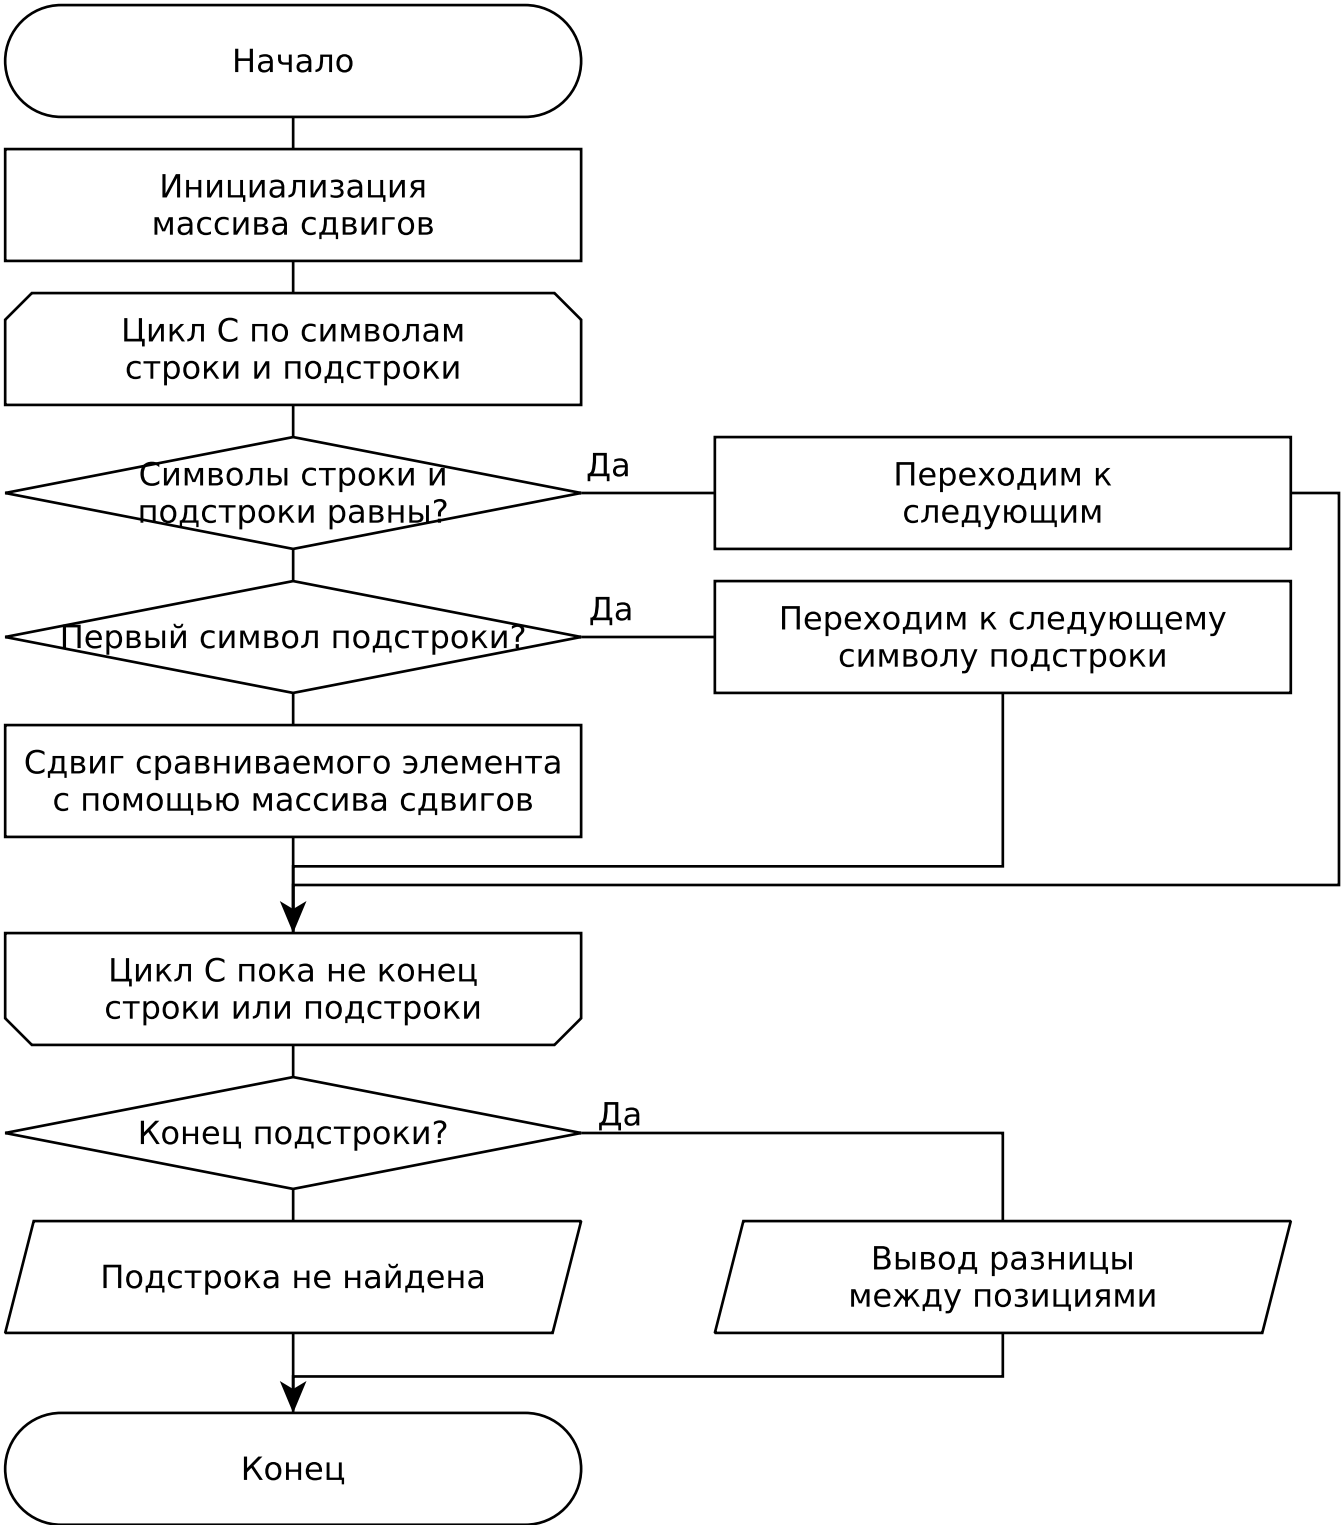 Начало
Инициализация
массива сдвигов
Цикл С по символам
строки и подстроки
Символы строки и
подстроки равны?
Да
Переходим к
следующим
Первый символ подстроки?
Да
Переходим к следующему
символу подстроки
Сдвиг сравниваемого элемента
с помощью массива сдвигов
Цикл С пока не конец
строки или подстроки
Конец подстроки?
Да
Подстрока не найдена
Вывод разницы
между позициями
Конец